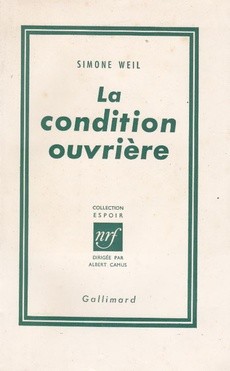 SIMONE WEIL
La
condition
ouvrière
COLLECTION
ESPOIR
nrf
DIRIGÉE PAR
ALBERT CAMUS
Gallimard